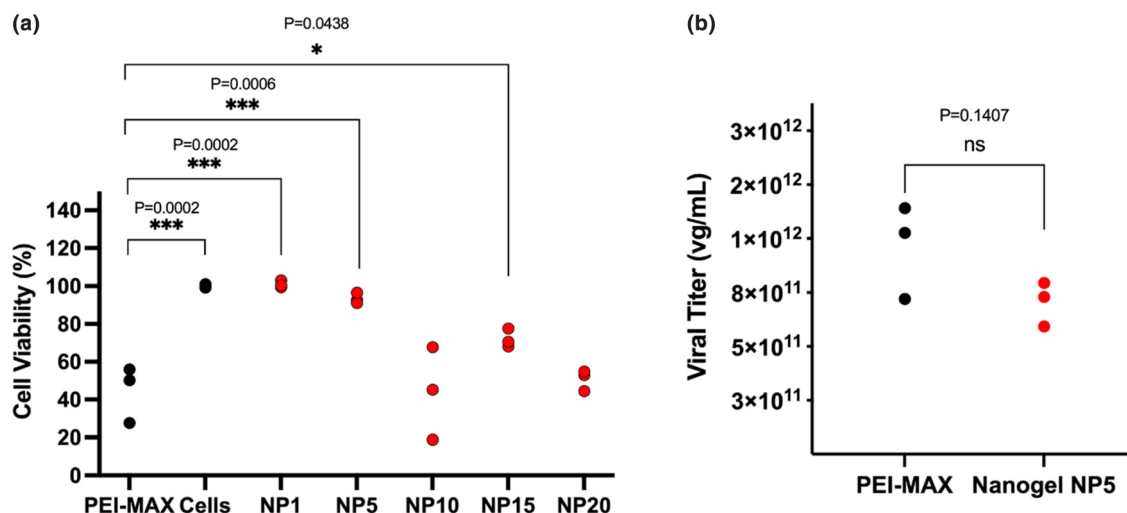 (a)
P=0.0438
*
P=0.0006
***
P=0.0002
***
P=0.0002
***
Cell Viability (%)
140
120
100
80
60
40
20
0
PEI-MAX Cells NP1 NP5 NP10 NP15 NP20
(b)
P=0.1407
ns
Viral Titer (vg/mL)
3×10¹²
2×10¹²
1×10¹²
8×10¹¹
5×10¹¹
3×10¹¹
PEI-MAX Nanogel NP5